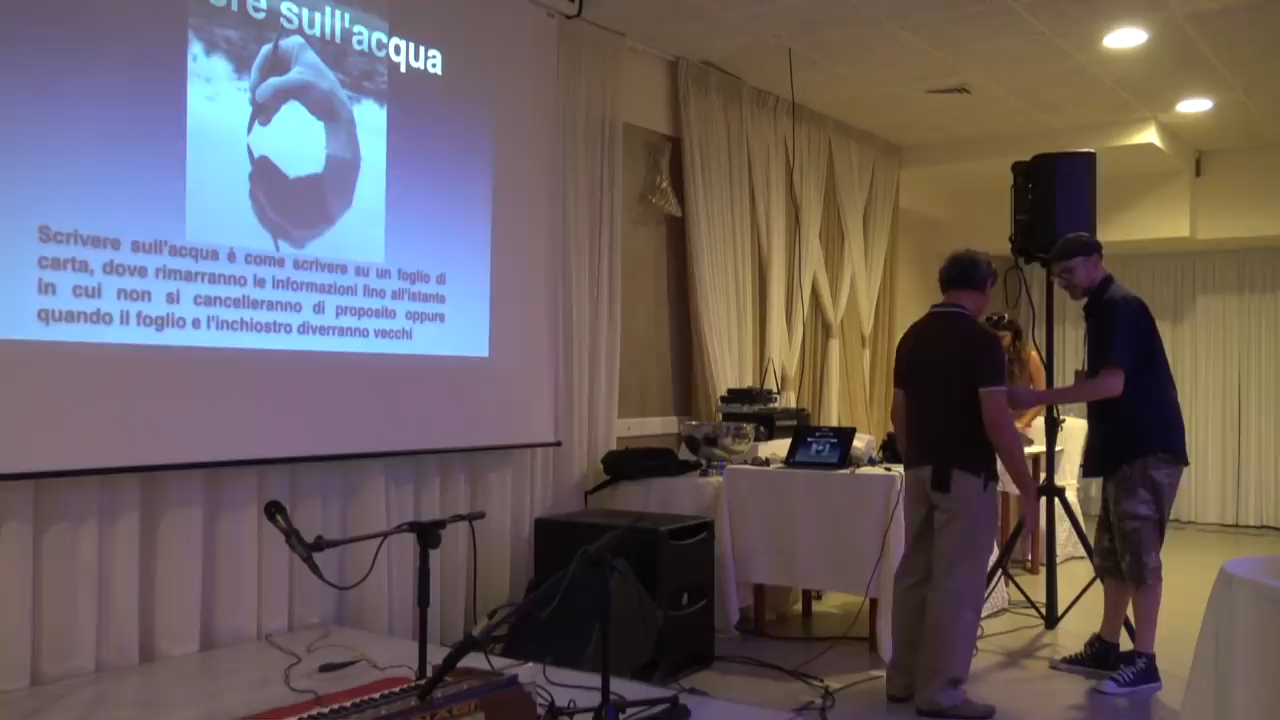 ere sull'acqua
Scrivere sull'acqua è come scrivere su un foglio di
carta, dove rimarranno le informazioni fino all'istante
in cui non si cancelleranno di proposito oppure
quando il foglio e l'inchiostro diverranno vecchi